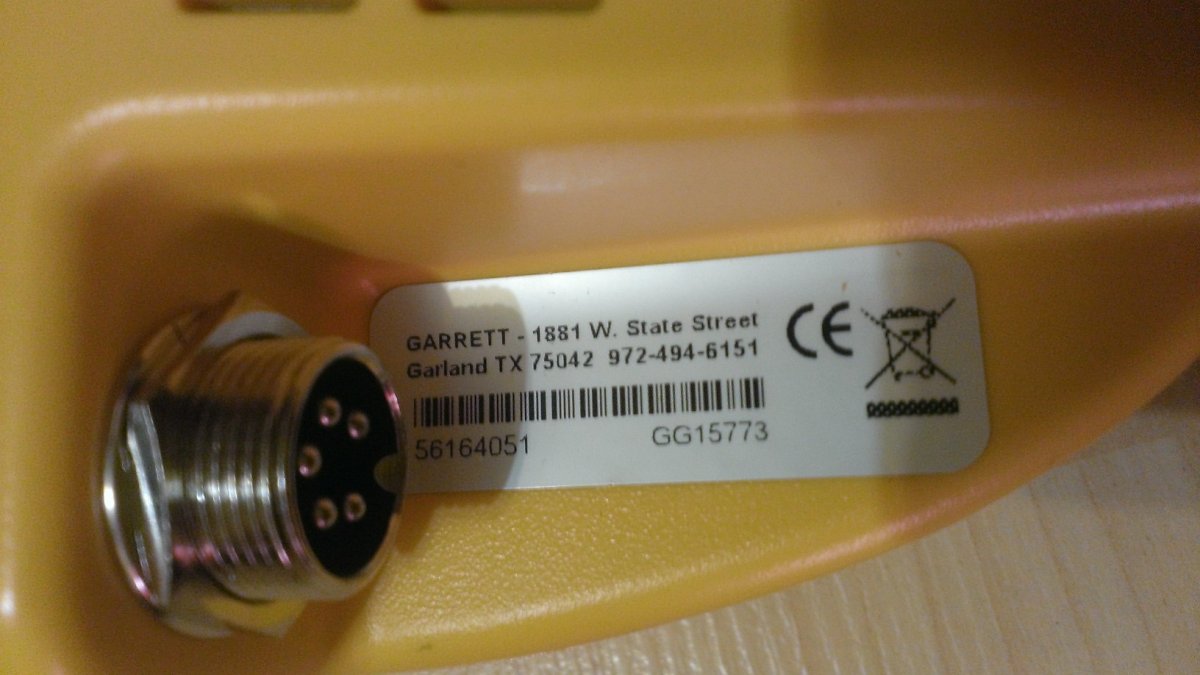 GARRETT - 1881 W. State Street
Garland TX 75042 972-494-6151
CE
56164051 GG15773